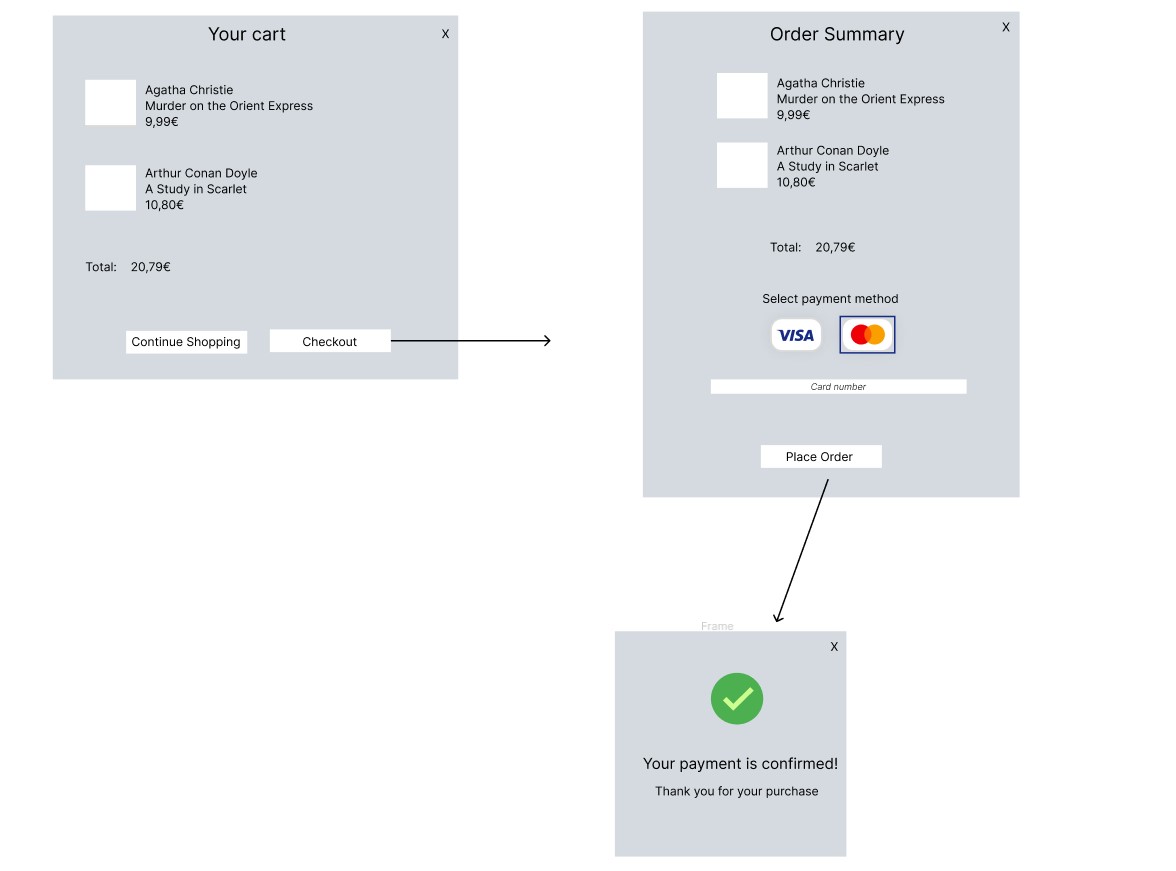 Your cart
X
Agatha Christie
Murder on the Orient Express
9,99€
Arthur Conan Doyle
A Study in Scarlet
10,80€
Total: 20,79€
Continue Shopping
Checkout
Order Summary
X
Agatha Christie
Murder on the Orient Express
9,99€
Arthur Conan Doyle
A Study in Scarlet
10,80€
Total: 20,79€
Select payment method
VISA
Card number
Place Order
Frame
X
Your payment is confirmed!
Thank you for your purchase